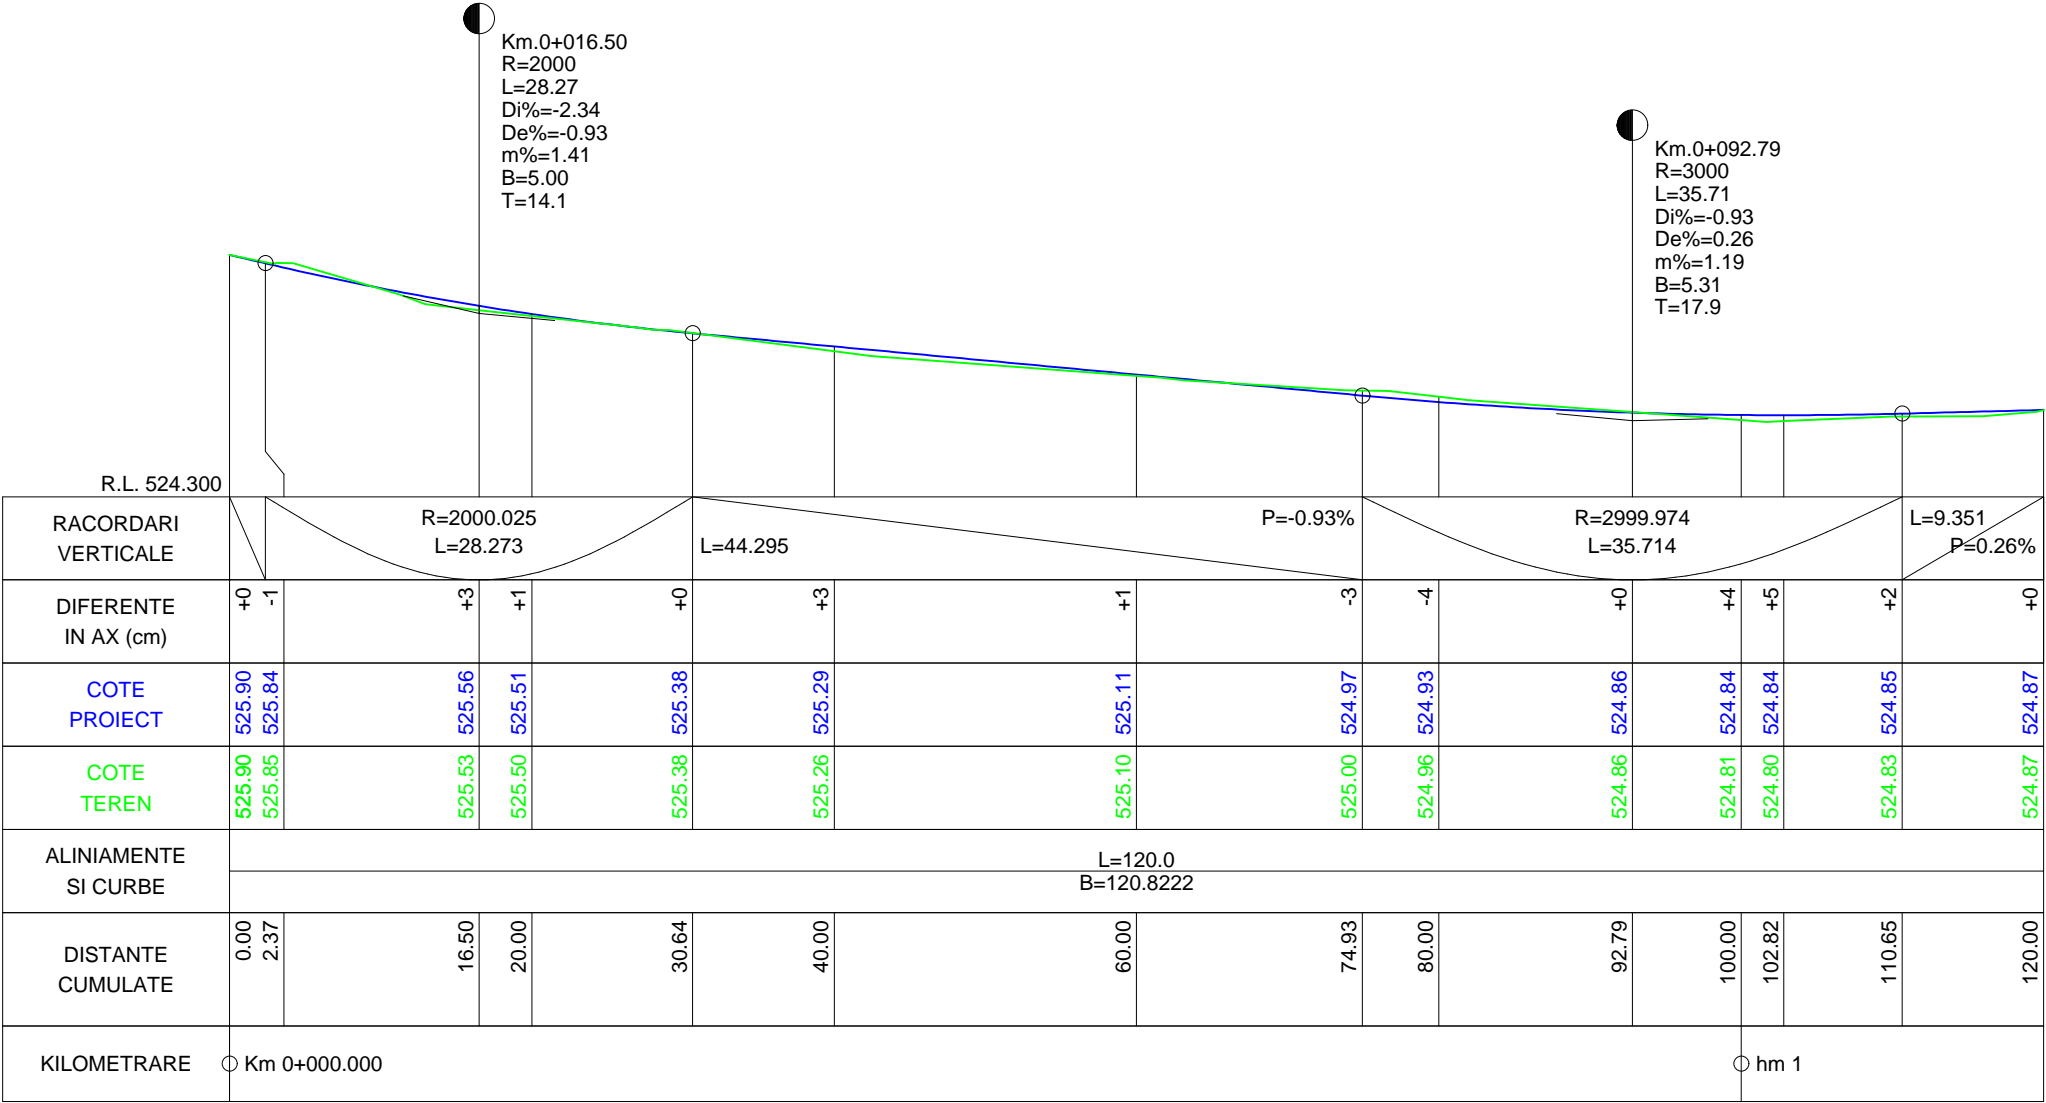 Km.0+016.50
R=2000
L=28.27
Di%=-2.34
De%=-0.93
m%=1.41
B=5.00
T=14.1
Km.0+092.79
R=3000
L=35.71
Di%=-0.93
De%=0.26
m%=1.19
B=5.31
T=17.9
R.L. 524.300
RACORDARI
VERTICALE
R=2000.025
L=28.273
L=44.295
P=-0.93%
R=2999.974
L=35.714
L=9.351
P=0.26%
DIFERENTE
IN AX (cm)
+0 -1 +3 +1 +0 +3 +1 -3 -4 +0 +4 +5 +2 +0
COTE
PROIECT
525.90 525.84 525.56 525.51 525.38 525.29 525.11 524.97 524.93 524.86 524.84 524.84 524.85 524.87
COTE
TEREN
525.90 525.85 525.53 525.50 525.38 525.26 525.10 525.00 524.96 524.86 524.81 524.80 524.83 524.87
ALINIAMENTE
SI CURBE
L=120.0
B=120.8222
DISTANTE
CUMULATE
0.00 2.37 16.50 20.00 30.64 40.00 60.00 74.93 80.00 92.79 100.00 102.82 110.65 120.00
KILOMETRARE
Km 0+000.000
hm 1